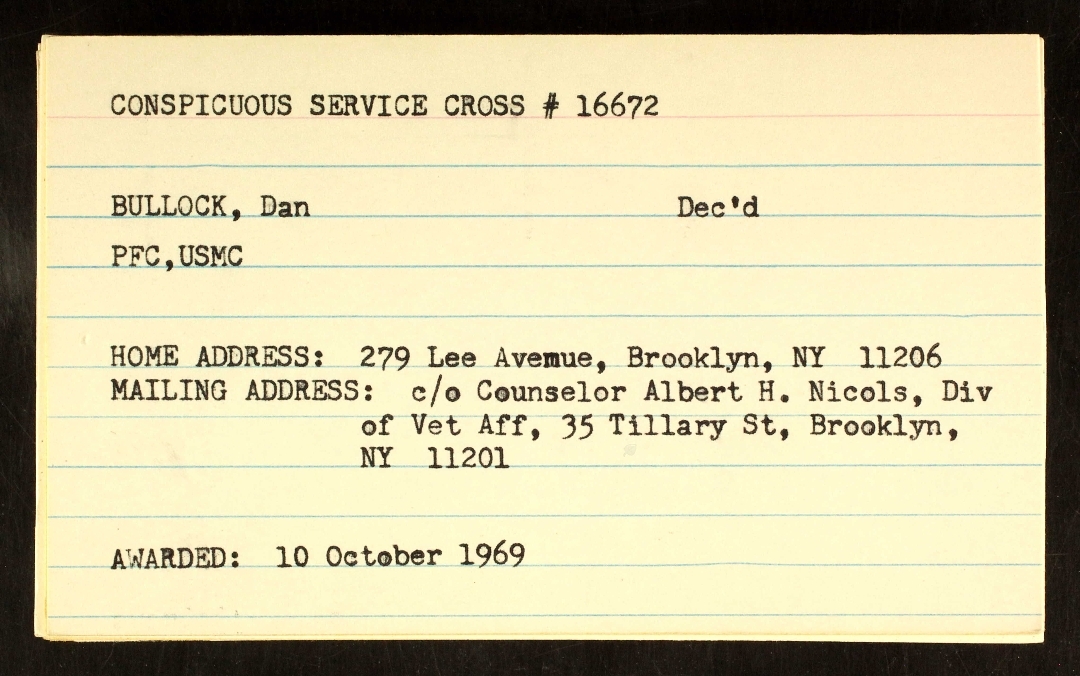 CONSPICUOUS SERVICE CROSS # 16672
BULLOCK, Dan Dec'd
PFC,USMC
HOME ADDRESS: 279 Lee Avenue, Brooklyn, NY 11206
MAILING ADDRESS: c/o Counselor Albert H. Nicols, Div
of Vet Aff, 35 Tillary St, Brooklyn,
NY 11201
AWARDED: 10 October 1969